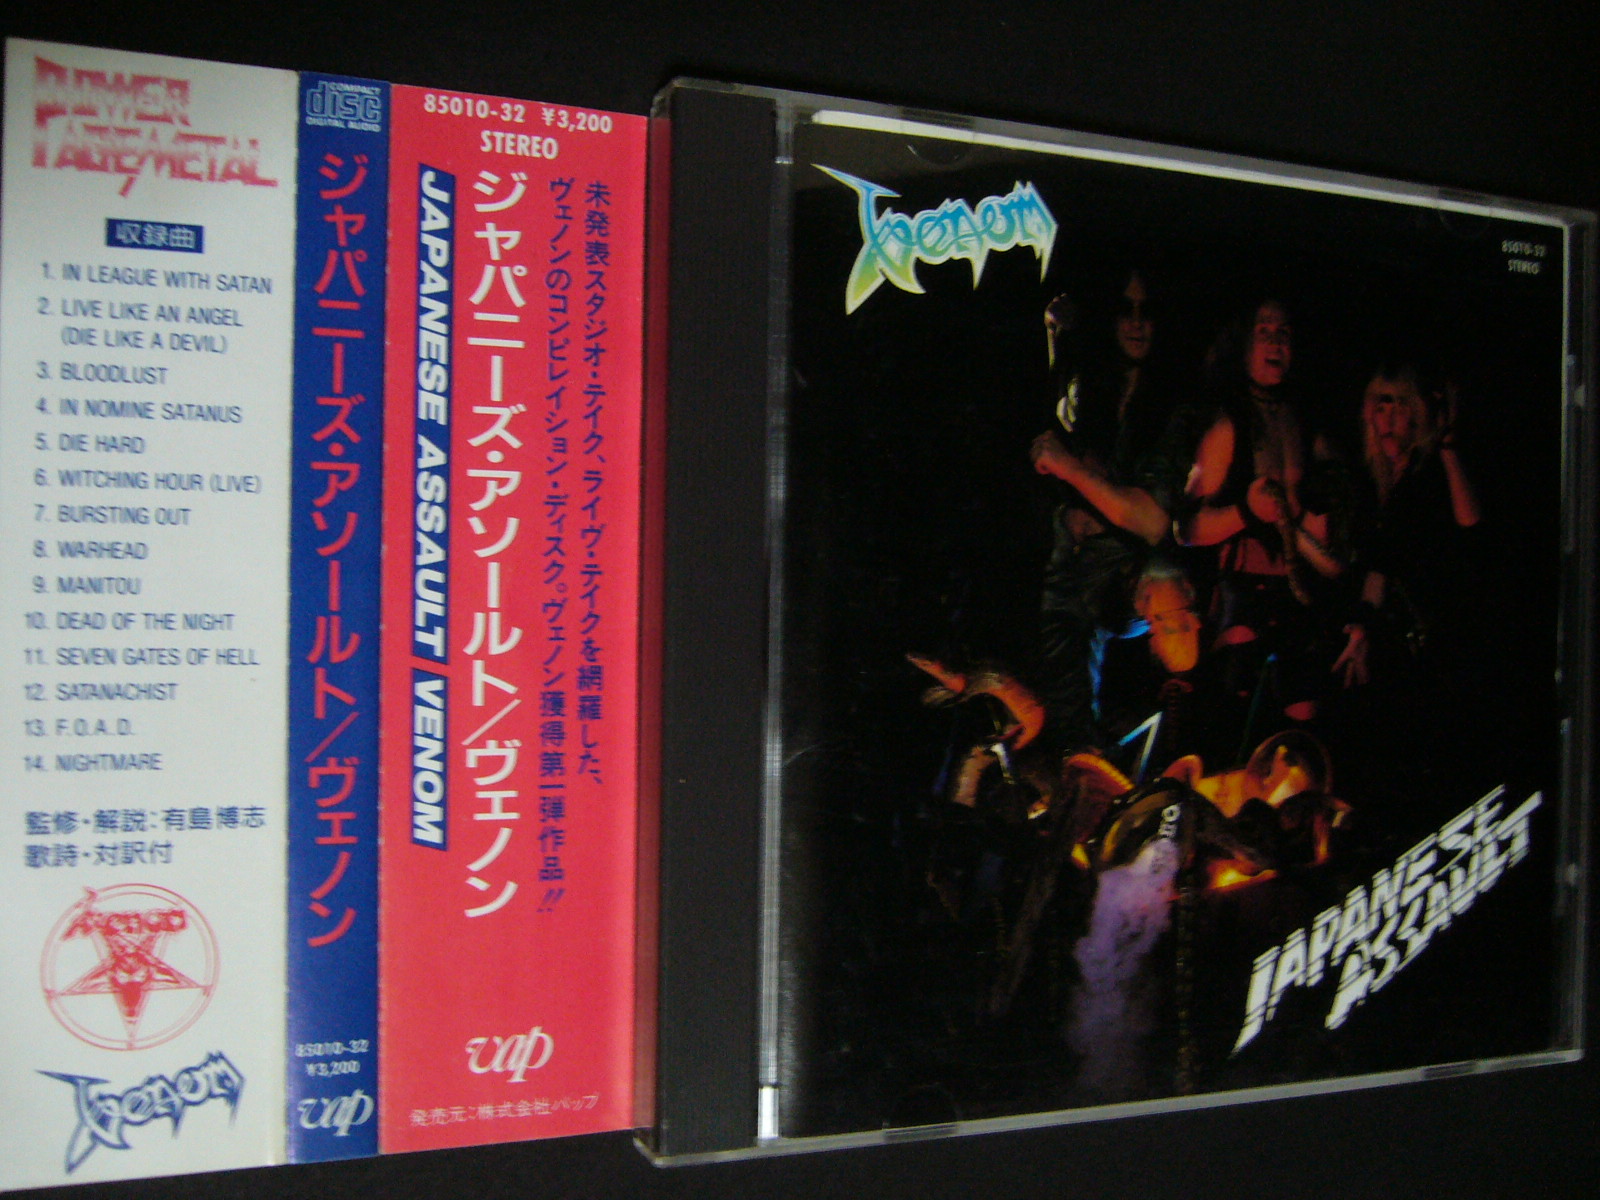 POWER
RAGE METAL
収録曲
1. IN LEAGUE WITH SATAN
2. LIVE LIKE AN ANGEL
(DIE LIKE A DEVIL)
3. BLOODLUST
4. IN NOMINE SATANUS
5. DIE HARD
6. WITCHING HOUR (LIVE)
7. BURSTING OUT
8. WARHEAD
9. MANITOU
10. DEAD OF THE NIGHT
11. SEVEN GATES OF HELL
12. SATANACHIST
13. F.O.A.D.
14. NIGHTMARE
監修・解説:有島博志
歌詩・対訳付
Venom
Venom
COMPACT
disc
DIGITAL AUDIO
ジャパニーズ・アソールト/ヴェノン
85010-32
¥3,200
vap
85010-32 ¥3,200
STEREO
未発表スタジオ・テイク、ライヴ・テイクを網羅した、
ヴェノンのコンピレイション・ディスク。ヴェノン獲得第一弾作品!!
ジャパニーズ・アソールト/ヴェノン
JAPANESE ASSAULT VENOM
vap
発売元:株式会社バップ
Venom
85010-32
STEREO
JAPANESE
ASSAULT